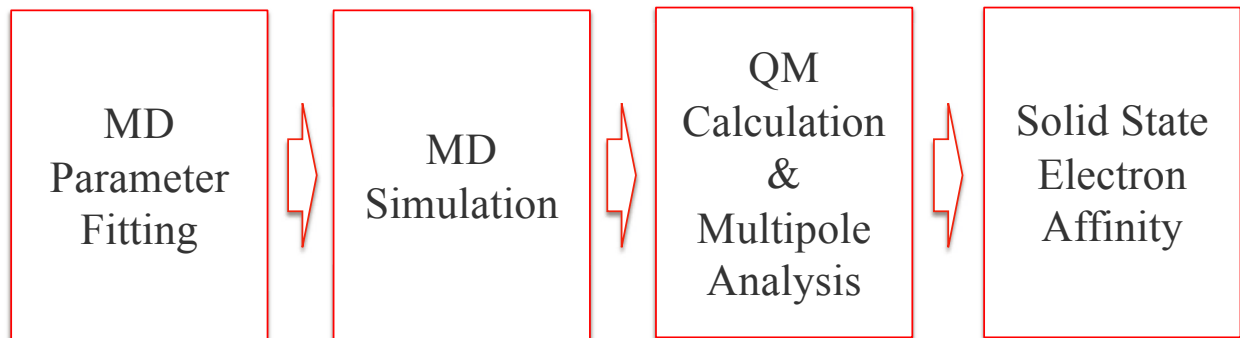 MD
Parameter
Fitting
MD
Simulation
QM
Calculation
&
Multipole
Analysis
Solid State
Electron
Affinity